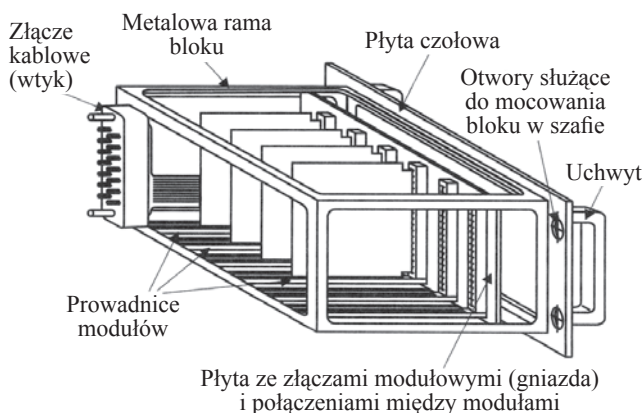 Złącze
kablowe
(wtyk)
Metalowa rama
bloku
Płyta czołowa
Otwory służące
do mocowania
bloku w szafie
Uchwyt
Prowadnice
modułów
Płyta ze złączami modułowymi (gniazda)
i połączeniami między modułami